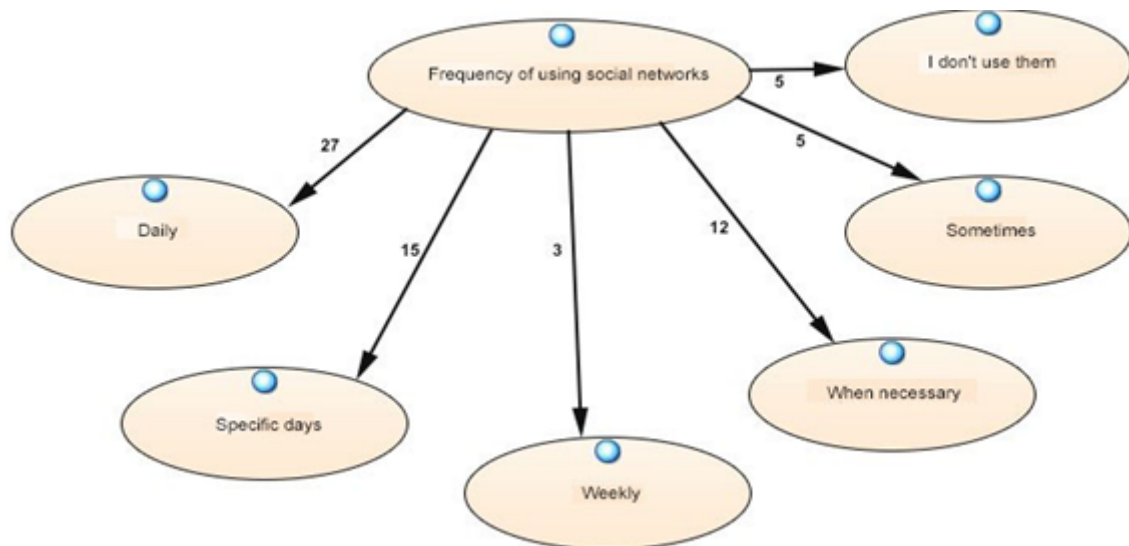 Frequency of using social networks
I don't use them
5
5
Sometimes
27
Daily
15
3
12
When necessary
Specific days
Weekly